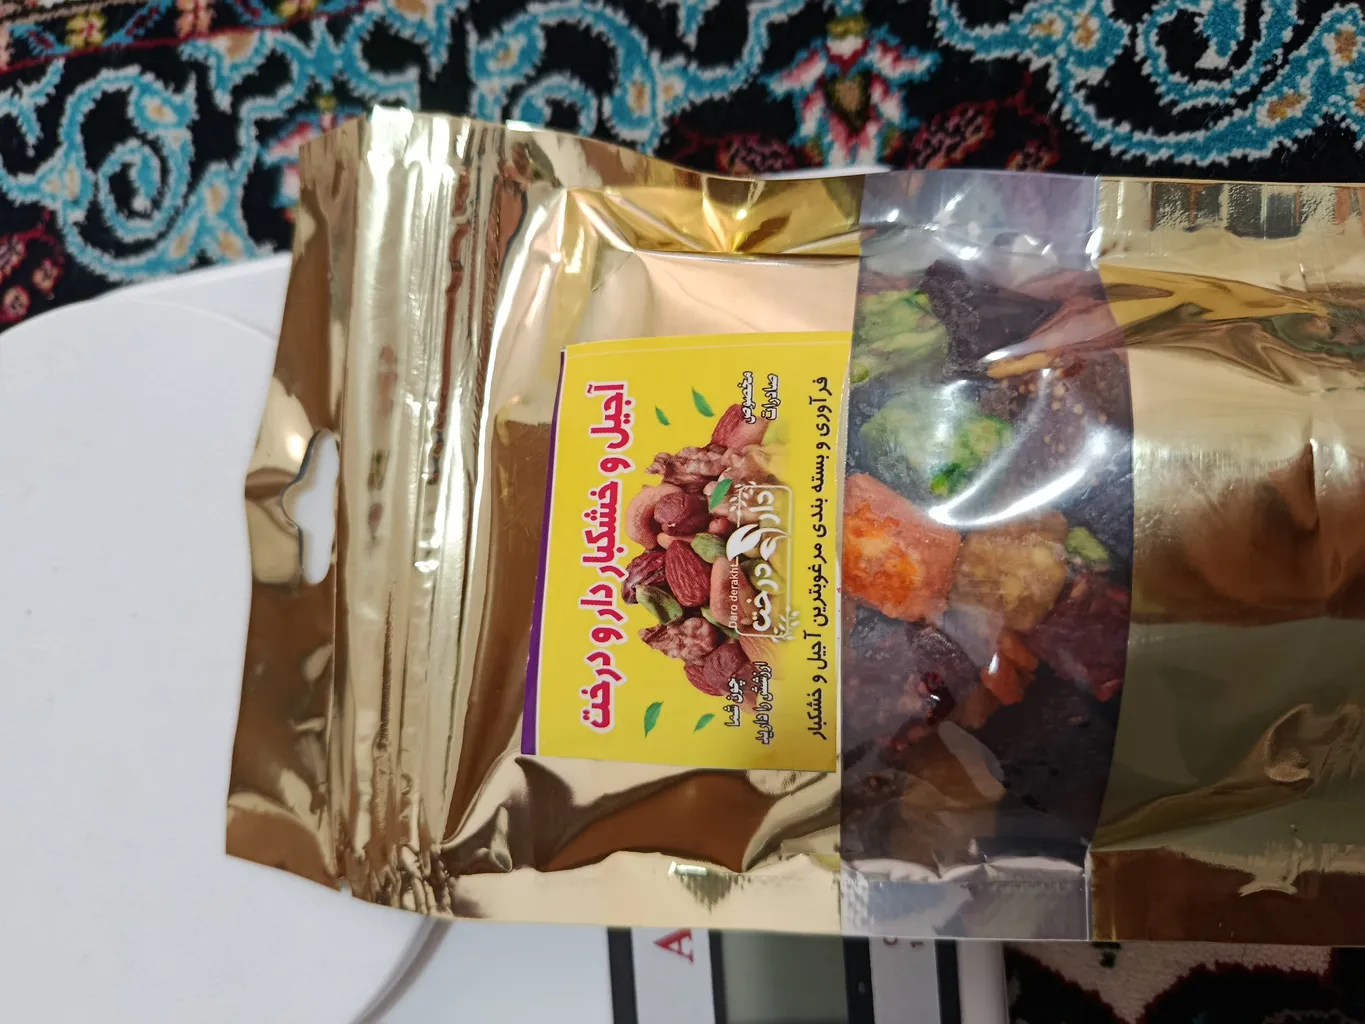 آجیل و خشکبار دار و درخت
مخصوص
صادرات
Daro derakht
دارو درخت
چون شما
ارزشش را دارید
فرآوری و بسته بندی مرغوبترین آجیل و خشکبار
A